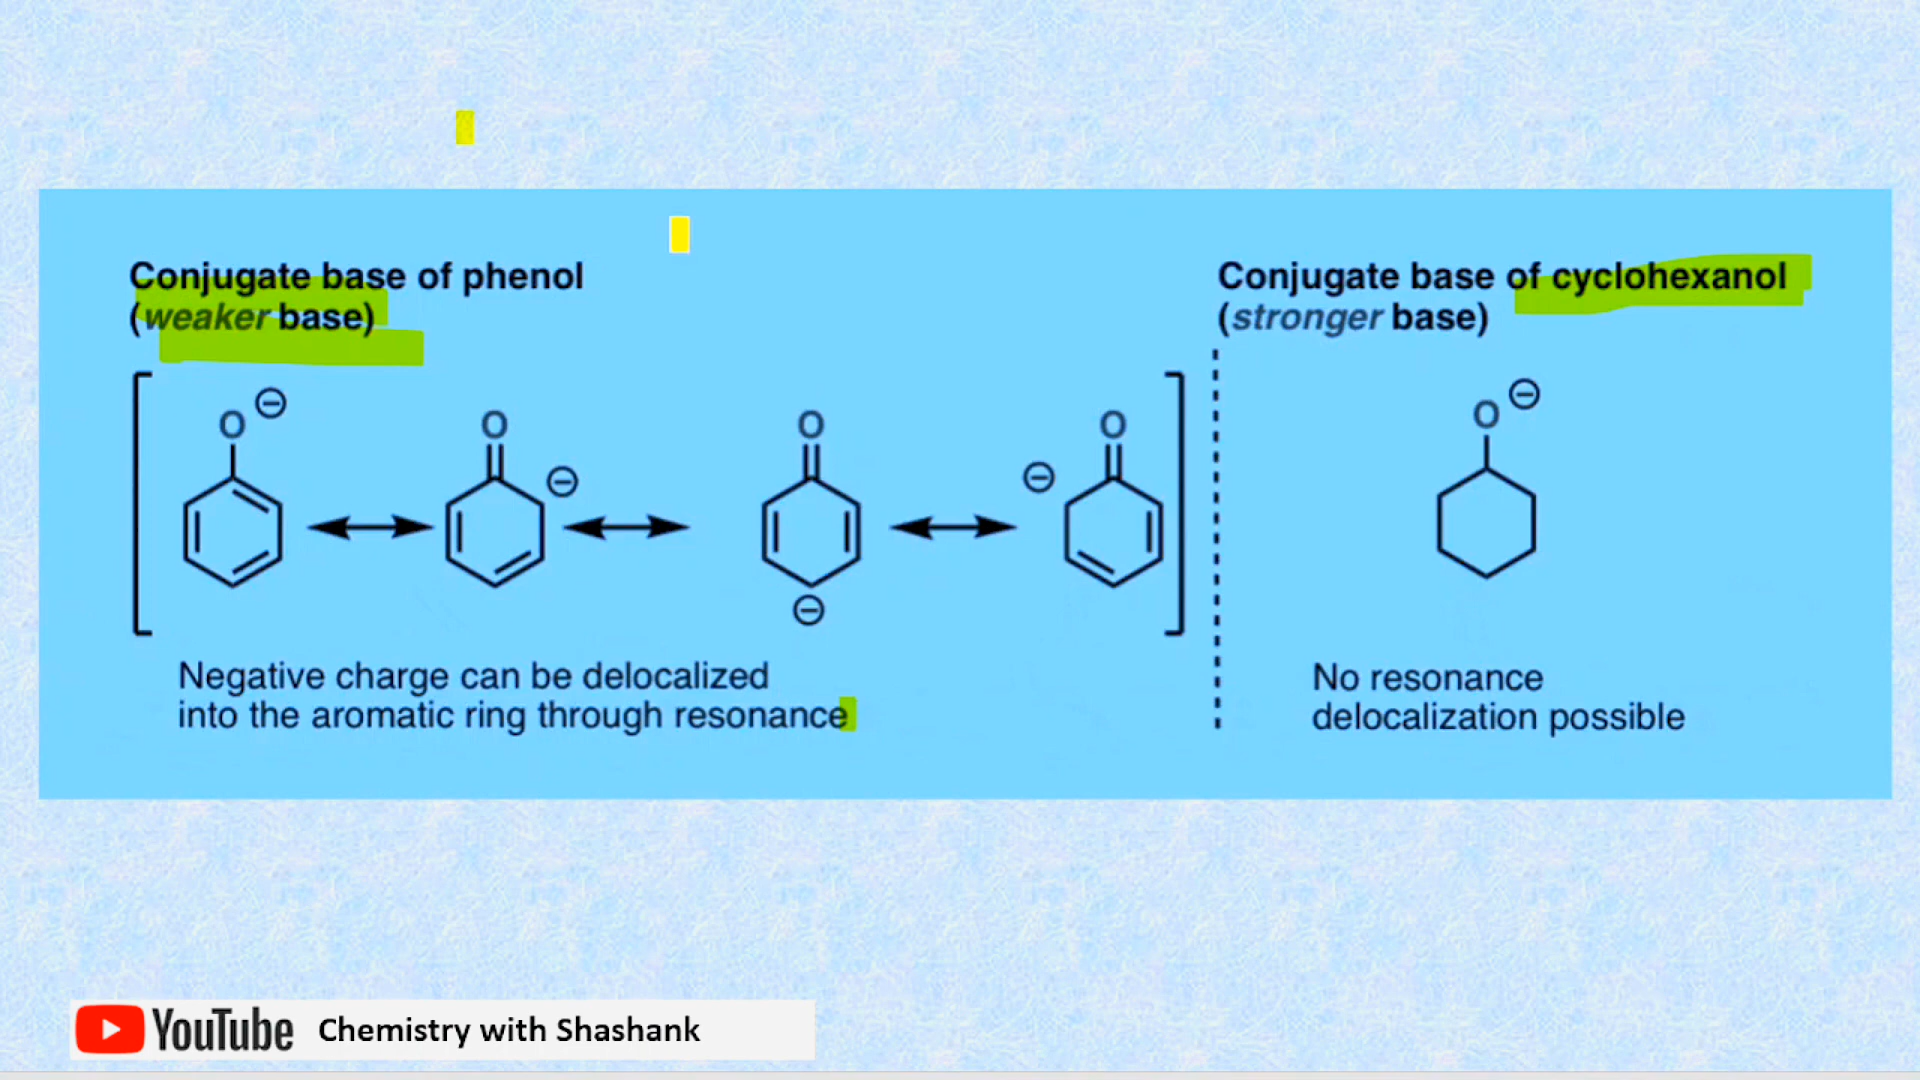 Conjugate base of phenol
(weaker base)
Conjugate base of cyclohexanol
(stronger base)
O ⊖
O
⊖
O
⊖
⊖
O
O ⊖
Negative charge can be delocalized
into the aromatic ring through resonance
No resonance
delocalization possible
YouTube Chemistry with Shashank